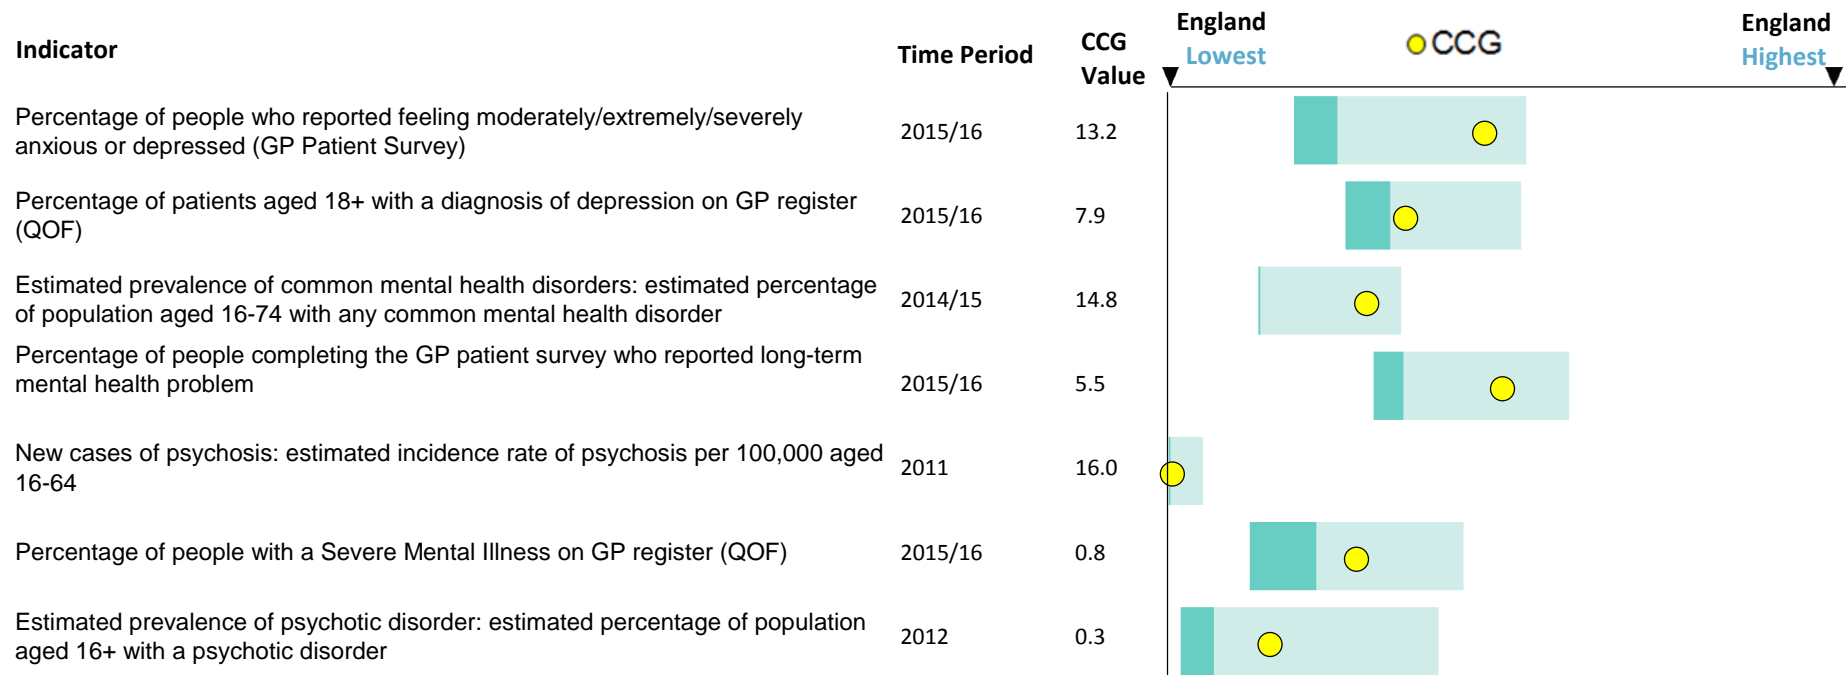 Indicator
Time Period
CCG
Value
England
Lowest
CCG
England
Highest
Percentage of people who reported feeling moderately/extremely/severely
anxious or depressed (GP Patient Survey)
2015/16
13.2
Percentage of patients aged 18+ with a diagnosis of depression on GP register
(QOF)
2015/16
7.9
Estimated prevalence of common mental health disorders: estimated percentage
of population aged 16-74 with any common mental health disorder
2014/15
14.8
Percentage of people completing the GP patient survey who reported long-term
mental health problem
2015/16
5.5
New cases of psychosis: estimated incidence rate of psychosis per 100,000 aged
16-64
2011
16.0
Percentage of people with a Severe Mental Illness on GP register (QOF)
2015/16
0.8
Estimated prevalence of psychotic disorder: estimated percentage of population
aged 16+ with a psychotic disorder
2012
0.3